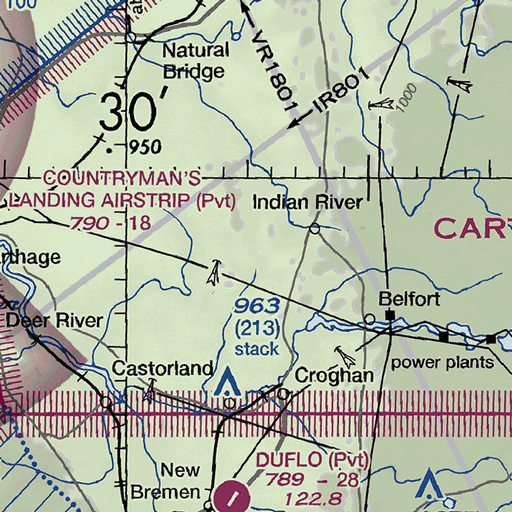 100
Natural
Bridge
VR1801
IR801
1000
30'
950
COUNTRYMAN'S
LANDING AIRSTRIP (Pvt)
790 - 18
Indian River
CART
rthage
963
(213)
stack
Belfort
Deer River
power plants
Castorland
Croghan
DUFLO (Pvt)
789 - 28
122.8
New
Bremen